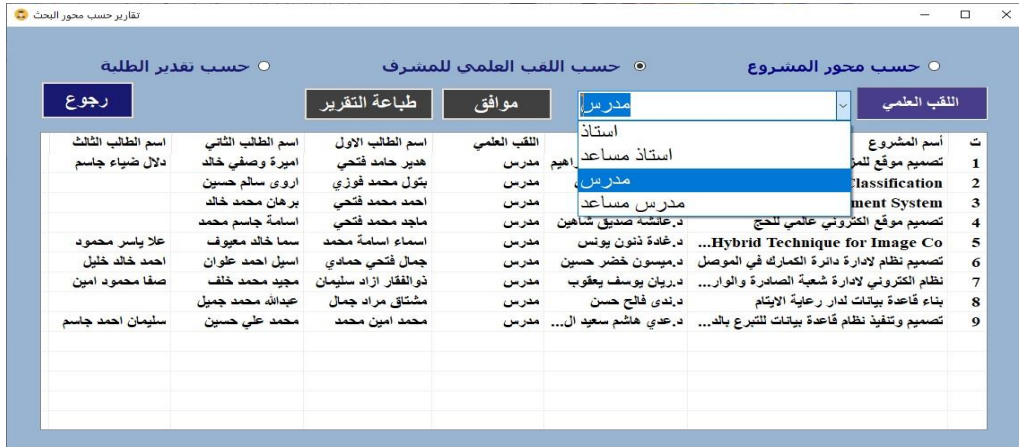 تقارير حسب محور البحث
حسب محور المشروع حسب اللقب العلمي للمشرف حسب تقدير الطلبة
اللقب العلمي مدرس موافق طباعة التقرير رجوع
استاذ
استاذ مساعد
مدرس
مدرس مساعد
ت أسم المشروع اللقب العلمي اسم الطالب الاول اسم الطالب الثاني اسم الطالب الثالث
1 تصميم موقع للمز راهيم مدرس هدير حامد فتحي اميرة وصفي خالد دلال ضياء جاسم
2 Classification مدرس بتول محمد فوزي اروى سالم حسين
3 ment System مدرس احمد محمد فتحي برهان محمد خالد
4 تصميم موقع الكتروني عالمي للحج د.عائشة صديق شاهين مدرس ماجد محمد فتحي اسامة جاسم محمد
5 Hybrid Technique for Image Co... د.غادة ذنون يونس مدرس اسماء اسامة محمد سما خالد معيوف علا ياسر محمود
6 تصميم نظام لادارة دائرة الكمارك في الموصل د.ميسون خضر حسين مدرس جمال فتحي حمادي اسيل احمد علوان احمد خالد خليل
7 نظام الكتروني لادارة شعبة الصادرة والوار... د.ريان يوسف يعقوب مدرس ذوالفقار ازاد سليمان مجيد محمد خلف صفا محمود امين
8 بناء قاعدة بيانات لدار رعاية الايتام د.ندى فالح حسن مدرس مشتاق مراد جمال عبدالله محمد جميل
9 تصميم وتنفيذ نظام قاعدة بيانات للتبرع بالد... د.عدي هاشم سعيد ال... مدرس محمد امين محمد محمد علي حسين سليمان احمد جاسم